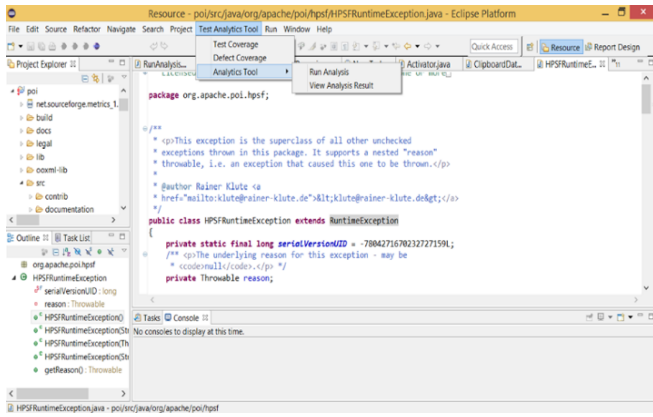 Resource - poi/src/java/org/apache/poi/hpsf/HPSFRuntimeException.java - Eclipse Platform
File Edit Source Refactor Navigate Search Project Test Analytics Tool Run Window Help
Quick Access Resource Report Design
Test Coverage
Defect Coverage
Analytics Tool
Run Analysis
View Analysis Result
Project Explorer
RunAnalysis... Activator.java ClipboardDat... HPSFRuntimeE...
poi
net.sourceforge.metrics_1.
build
docs
legal
lib
ooxml-lib
src
contrib
documentation
package org.apache.poi.hpsf;
/**
* <p>This exception is the superclass of all other unchecked
* exceptions thrown in this package. It supports a nested "reason"
* throwable, i.e. an exception that caused this one to be thrown.</p>
*
* @author Rainer Klute <a
* href="mailto:klute@rainer-klute.de">&lt;klute@rainer-klute.de&gt;</a>
*/
public class HPSFRuntimeException extends RuntimeException
{
private static final long serialVersionUID = -7804271670232727159L;
/** <p>The underlying reason for this exception - may be
* <code>null</code>.</p> */
private Throwable reason;
Outline Task List
org.apache.poi.hpsf
HPSFRuntimeException
serialVersionUID : long
reason : Throwable
HPSFRuntimeException()
HPSFRuntimeException(Str
HPSFRuntimeException(Th
HPSFRuntimeException(Str
getReason() : Throwable
Tasks Console
No consoles to display at this time.
HPSFRuntimeException.java - poi/src/java/org/apache/poi/hpsf